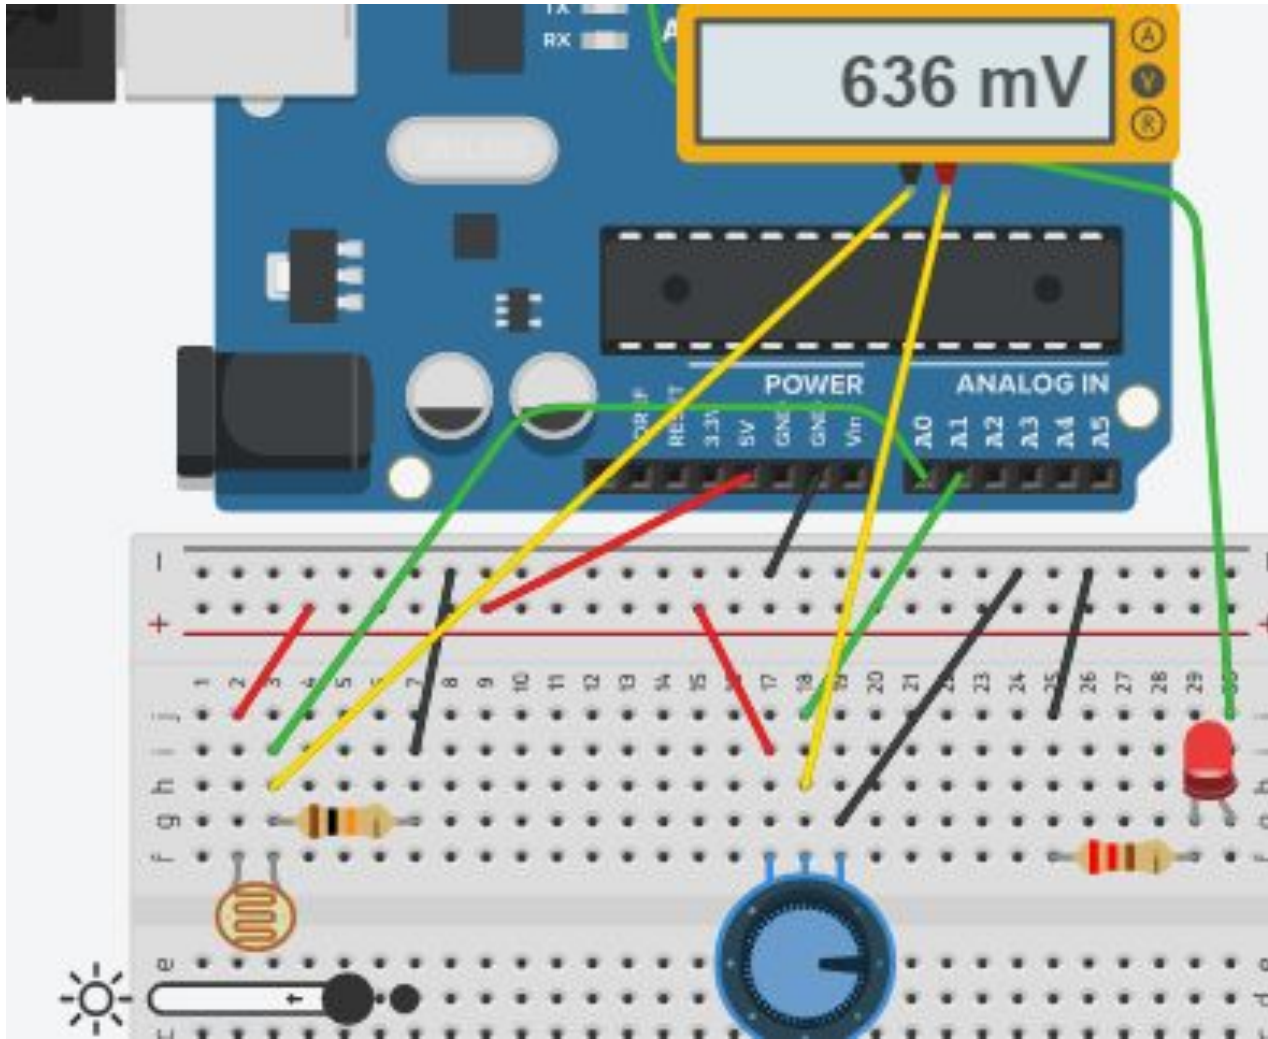 TX
RX
A
636 mV
A
V
R
POWER
ANALOG IN
IOREF
RESET
3.3V
5V
GND
GND
Vin
A0
A1
A2
A3
A4
A5
−
−
+
+
1 2 3 4 5 6 7 8 9 10 11 12 13 14 15 16 17 18 19 20 21 22 23 24 25 26 27 28 29 30
j j
i i
h h
g g
f f
e e
d
c